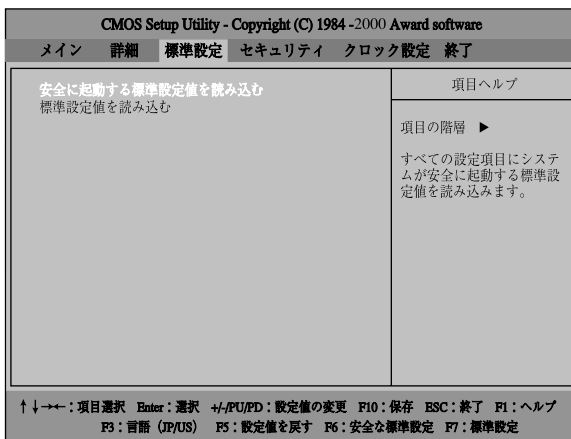 CMOS Setup Utility - Copyright (C) 1984 -2000 Award software
メイン 詳細 標準設定 セキュリティ クロック設定 終了
安全に起動する標準設定値を読み込む
標準設定値を読み込む
項目ヘルプ
項目の階層 ▶
すべての設定項目にシステ
ムが安全に起動する標準設
定値を読み込みます。
↑↓→←:項目選択 Enter:選択 +/-/PU/PD:設定値の変更 F10:保存 ESC:終了 F1:ヘルプ
F3:言語(JP/US) F5:設定値を戻す F6:安全な標準設定 F7:標準設定